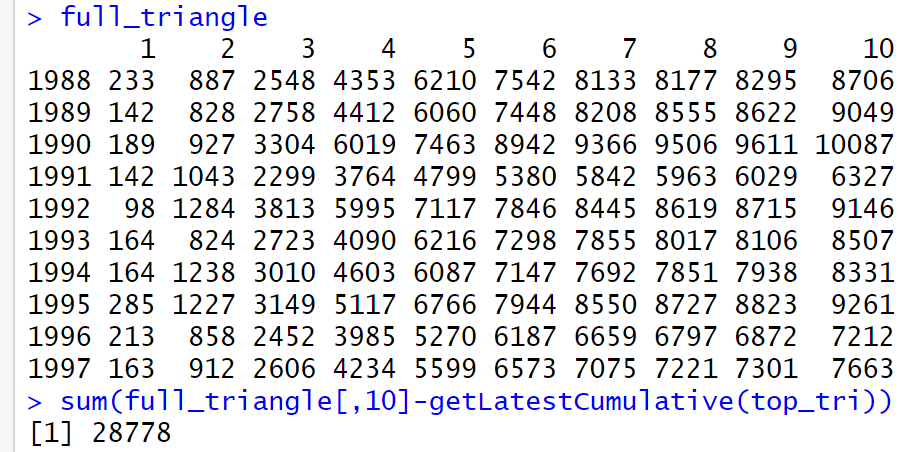 > full_triangle
1 2 3 4 5 6 7 8 9 10
1988 233 887 2548 4353 6210 7542 8133 8177 8295 8706
1989 142 828 2758 4412 6060 7448 8208 8555 8622 9049
1990 189 927 3304 6019 7463 8942 9366 9506 9611 10087
1991 142 1043 2299 3764 4799 5380 5842 5963 6029 6327
1992 98 1284 3813 5995 7117 7846 8445 8619 8715 9146
1993 164 824 2723 4090 6216 7298 7855 8017 8106 8507
1994 164 1238 3010 4603 6087 7147 7692 7851 7938 8331
1995 285 1227 3149 5117 6766 7944 8550 8727 8823 9261
1996 213 858 2452 3985 5270 6187 6659 6797 6872 7212
1997 163 912 2606 4234 5599 6573 7075 7221 7301 7663
> sum(full_triangle[,10]-getLatestCumulative(top_tri))
[1] 28778